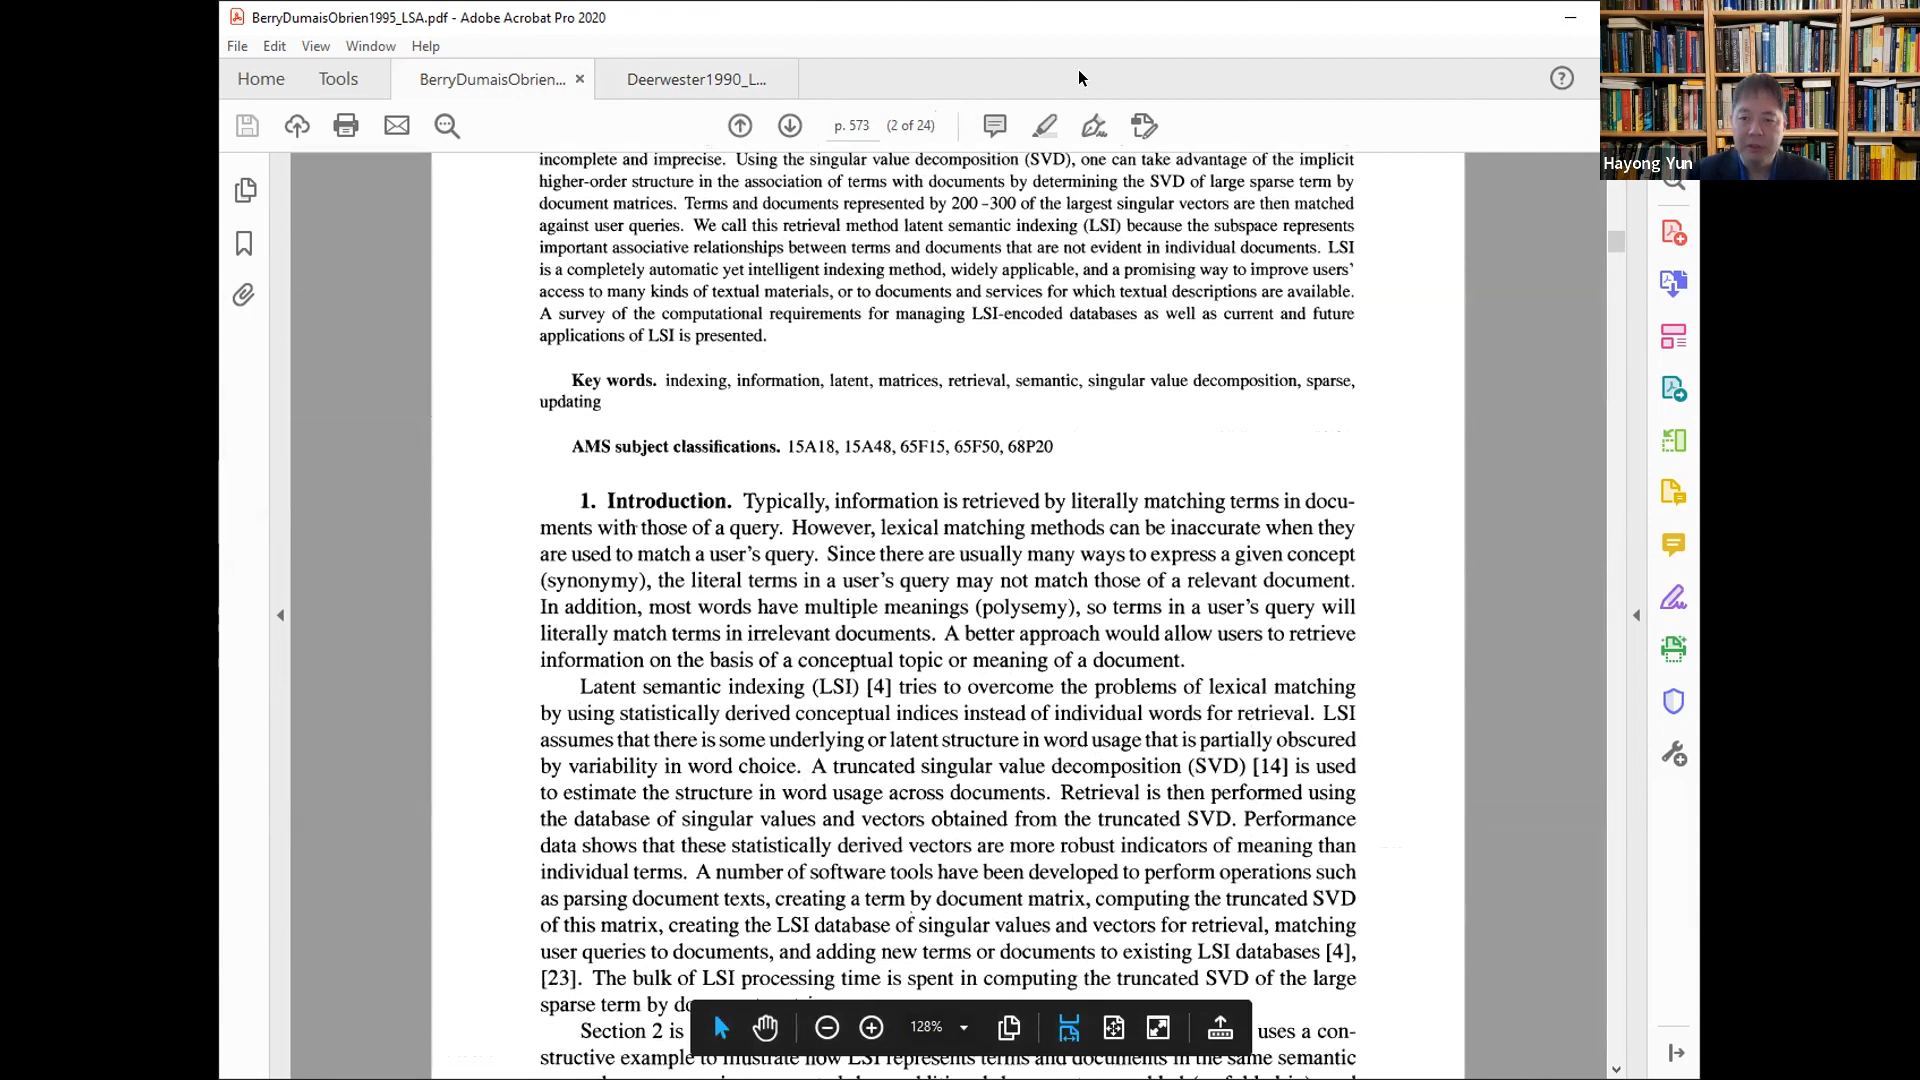 BerryDumaisObrien1995_LSA.pdf - Adobe Acrobat Pro 2020
File Edit View Window Help
Home Tools BerryDumaisObrien... × Deerwester1990_L...
p. 573 (2 of 24)
Hayong Yun
incomplete and imprecise. Using the singular value decomposition (SVD), one can take advantage of the implicit
higher-order structure in the association of terms with documents by determining the SVD of large sparse term by
document matrices. Terms and documents represented by 200–300 of the largest singular vectors are then matched
against user queries. We call this retrieval method latent semantic indexing (LSI) because the subspace represents
important associative relationships between terms and documents that are not evident in individual documents. LSI
is a completely automatic yet intelligent indexing method, widely applicable, and a promising way to improve users'
access to many kinds of textual materials, or to documents and services for which textual descriptions are available.
A survey of the computational requirements for managing LSI-encoded databases as well as current and future
applications of LSI is presented.
Key words. indexing, information, latent, matrices, retrieval, semantic, singular value decomposition, sparse,
updating
AMS subject classifications. 15A18, 15A48, 65F15, 65F50, 68P20
1. Introduction. Typically, information is retrieved by literally matching terms in docu-
ments with those of a query. However, lexical matching methods can be inaccurate when they
are used to match a user's query. Since there are usually many ways to express a given concept
(synonymy), the literal terms in a user's query may not match those of a relevant document.
In addition, most words have multiple meanings (polysemy), so terms in a user's query will
literally match terms in irrelevant documents. A better approach would allow users to retrieve
information on the basis of a conceptual topic or meaning of a document.
Latent semantic indexing (LSI) [4] tries to overcome the problems of lexical matching
by using statistically derived conceptual indices instead of individual words for retrieval. LSI
assumes that there is some underlying or latent structure in word usage that is partially obscured
by variability in word choice. A truncated singular value decomposition (SVD) [14] is used
to estimate the structure in word usage across documents. Retrieval is then performed using
the database of singular values and vectors obtained from the truncated SVD. Performance
data shows that these statistically derived vectors are more robust indicators of meaning than
individual terms. A number of software tools have been developed to perform operations such
as parsing document texts, creating a term by document matrix, computing the truncated SVD
of this matrix, creating the LSI database of singular values and vectors for retrieval, matching
user queries to documents, and adding new terms or documents to existing LSI databases [4],
[23]. The bulk of LSI processing time is spent in computing the truncated SVD of the large
sparse term by
Section 2 is uses a con-
structive example to illustrate how LSI represents terms and documents in the same semantic
128%